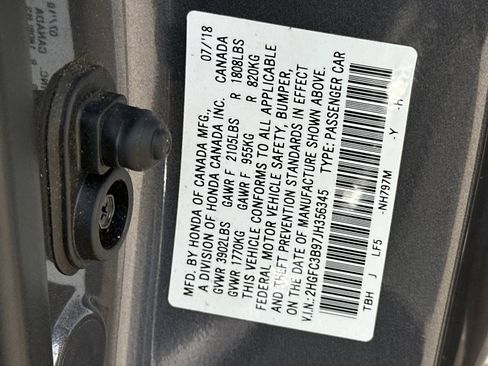 MFD. BY HONDA OF CANADA MFG., 07/'18
A DIVISION OF HONDA CANADA INC. CANADA
GVWR 3902LBS GAWR F 2105LBS R 1808LBS
GVWR 1770KG GAWR F 955KG R 820KG
THIS VEHICLE CONFORMS TO ALL APPLICABLE
FEDERAL MOTOR VEHICLE SAFETY, BUMPER,
AND THEFT PREVENTION STANDARDS IN EFFECT
ON THE DATE OF MANUFACTURE SHOWN ABOVE.
V.I.N: 2HGFC3B97JH356345 TYPE: PASSENGER CAR
TBH J LF5 -NH797M -Y -h